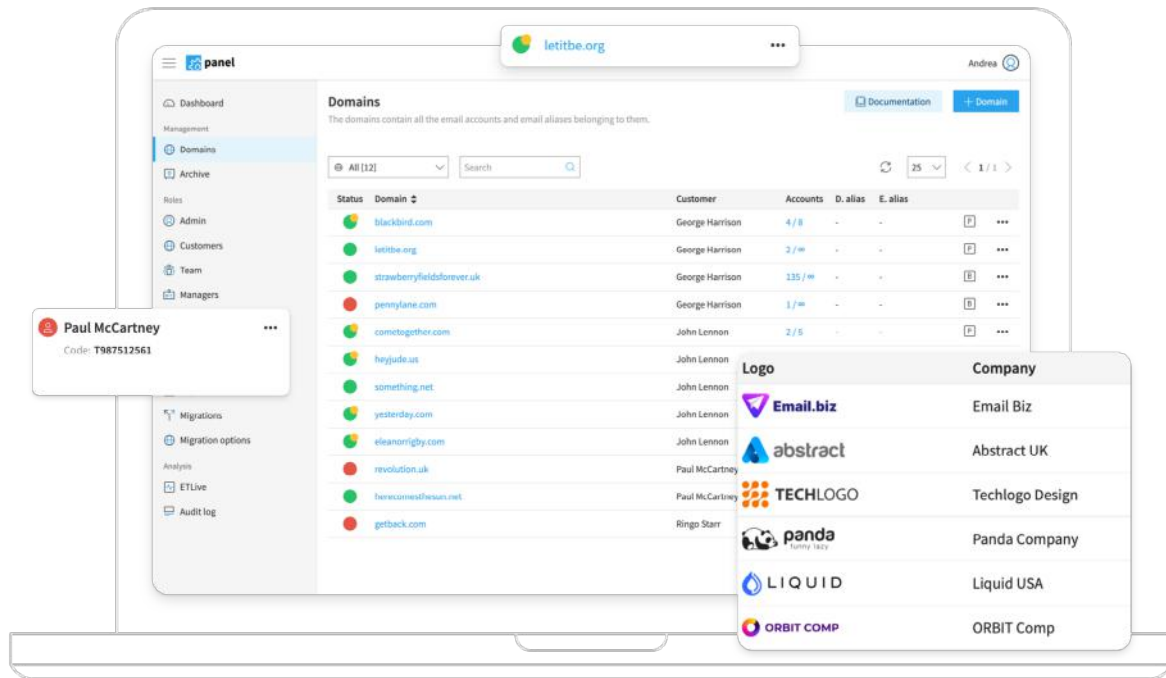 letitbe.org •••
panel
Andrea
Dashboard
Management
Domains
Archive
Roles
Admin
Customers
Team
Managers
Paul McCartney •••
Code: T987512561
Migrations
Migration options
Analysis
ETLive
Audit log
Domains
The domains contain all the email accounts and email aliases belonging to them.
Documentation
+ Domain
All [12]
Search
25
< 1 / 1 >
Status Domain Customer Accounts D. alias E. alias
blackbird.com George Harrison 4 / 8 - - P •••
letitbe.org George Harrison 2 / ∞ - - P •••
strawberryfieldsforever.uk George Harrison 135 / ∞ - - B •••
pennylane.com George Harrison 1 / ∞ - - B •••
cometogether.com John Lennon 2 / 5 - - P •••
heyjude.us John Lennon
something.net John Lennon
yesterday.com John Lennon
eleanorrigby.com John Lennon
revolution.uk Paul McCartney
herecomesthesun.net Paul McCartney
getback.com Ringo Starr
Logo Company
Email.biz Email Biz
abstract Abstract UK
TECHLOGO Techlogo Design
panda Panda Company
funny lazy
LIQUID Liquid USA
ORBIT COMP ORBIT Comp